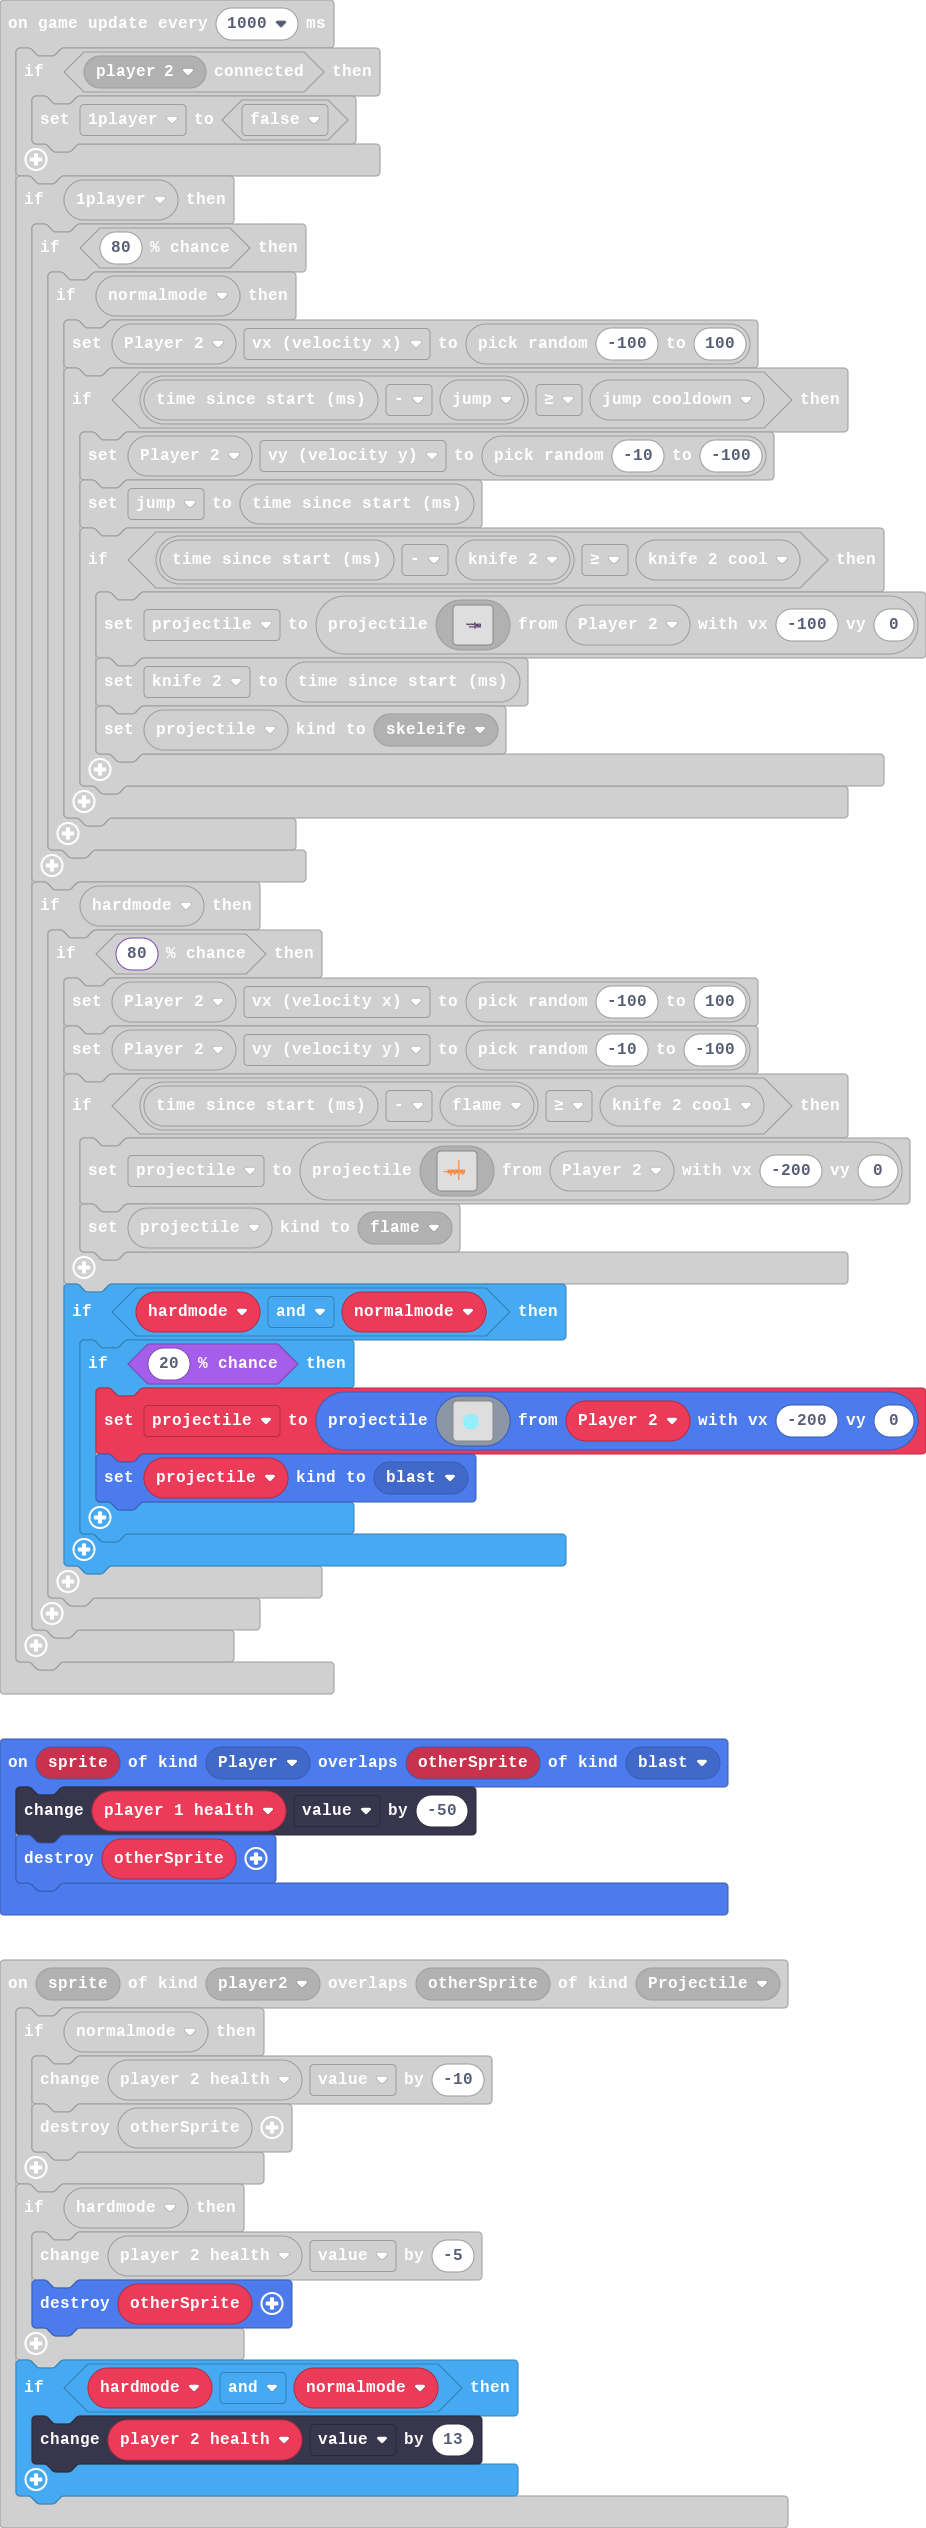 on game update every 1000 ms
if player 2 connected then
set 1player to false
if 1player then
if 80 % chance then
if normalmode then
set Player 2 vx (velocity x) to pick random -100 to 100
if time since start (ms) - jump ≥ jump cooldown then
set Player 2 vy (velocity y) to pick random -10 to -100
set jump to time since start (ms)
if time since start (ms) - knife 2 ≥ knife 2 cool then
set projectile to projectile from Player 2 with vx -100 vy 0
set knife 2 to time since start (ms)
set projectile kind to skeleife
if hardmode then
if 80 % chance then
set Player 2 vx (velocity x) to pick random -100 to 100
set Player 2 vy (velocity y) to pick random -10 to -100
if time since start (ms) - flame ≥ knife 2 cool then
set projectile to projectile from Player 2 with vx -200 vy 0
set projectile kind to flame
if hardmode and normalmode then
if 20 % chance then
set projectile to projectile from Player 2 with vx -200 vy 0
set projectile kind to blast
on sprite of kind Player overlaps otherSprite of kind blast
change player 1 health value by -50
destroy otherSprite
on sprite of kind player2 overlaps otherSprite of kind Projectile
if normalmode then
change player 2 health value by -10
destroy otherSprite
if hardmode then
change player 2 health value by -5
destroy otherSprite
if hardmode and normalmode then
change player 2 health value by 13